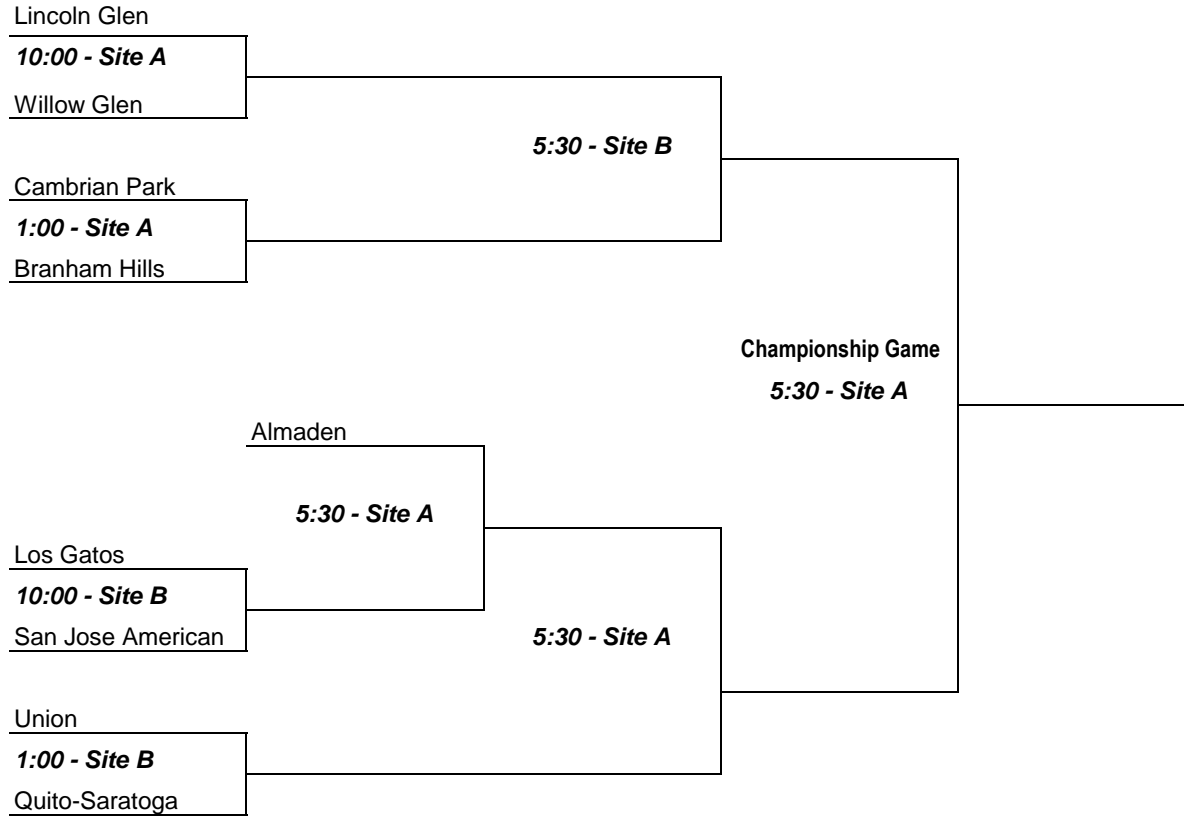 Lincoln Glen
10:00 - Site A
Willow Glen
5:30 - Site B
Cambrian Park
1:00 - Site A
Branham Hills
Championship Game
5:30 - Site A
Almaden
5:30 - Site A
Los Gatos
10:00 - Site B
San Jose American
5:30 - Site A
Union
1:00 - Site B
Quito-Saratoga